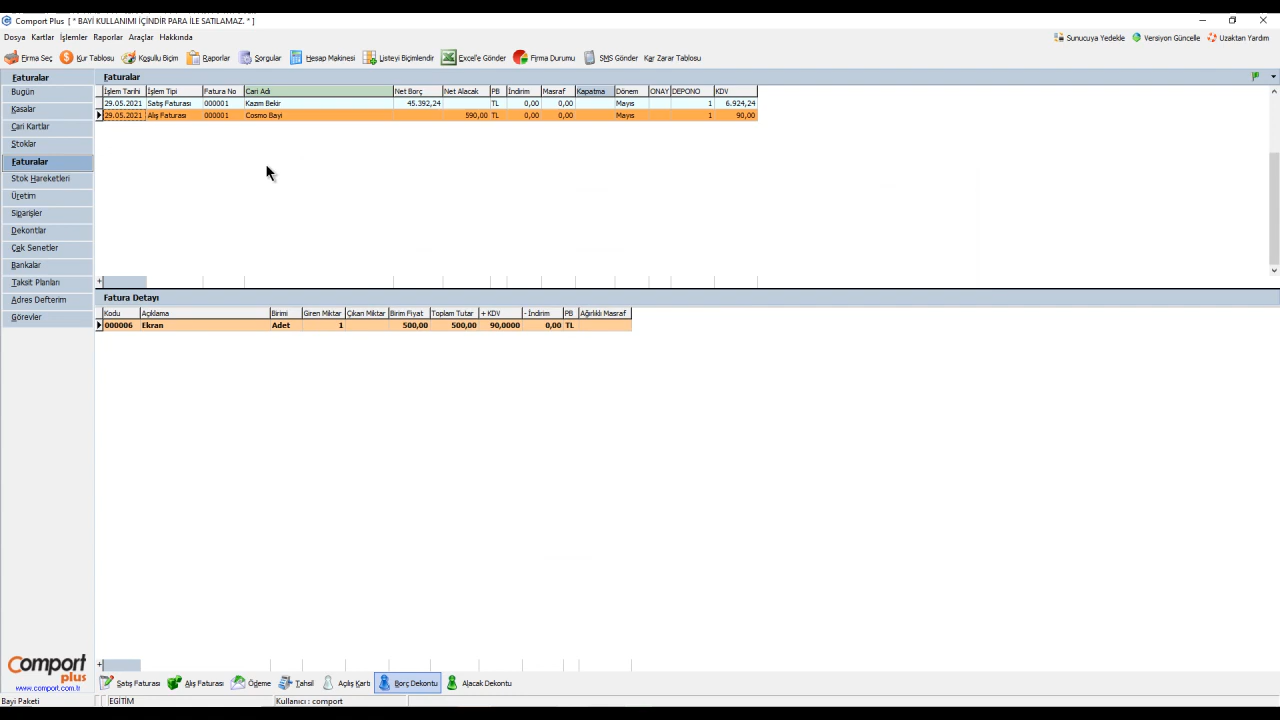 Comport Plus [ * BAYİ KULLANIMI İÇİNDİR PARA İLE SATILAMAZ. * ]
Dosya Kartlar İşlemler Raporlar Araçlar Hakkında
Sunucuya Yedekle Versiyon Güncelle Uzaktan Yardım
Firma Seç Kur Tablosu Koşullu Biçim Raporlar Sorgular Hesap Makinesi Listeyi Biçimlendir Excel'e Gönder Firma Durumu SMS Gönder Kar Zarar Tablosu
Faturalar
Bugün
Kasalar
Cari Kartlar
Stoklar
Faturalar
Stok Hareketleri
Üretim
Siparişler
Dekontlar
Çek Senetler
Bankalar
Taksit Planları
Adres Defterim
Görevler
Faturalar
İşlem Tarihi İşlem Tipi Fatura No Cari Adı Net Borç Net Alacak PB İndirim Masraf Kapatma Dönem ONAY DEPONO KDV
29.05.2021 Satış Faturası 000001 Kazım Bekir 45.392,24 TL 0,00 0,00 Mayıs 1 6.924,24
29.05.2021 Alış Faturası 000001 Cosmo Bayi 590,00 TL 0,00 0,00 Mayıs 1 90,00
Fatura Detayı
Kodu Açıklama Birimi Giren Miktar Çıkan Miktar Birim Fiyat Toplam Tutar + KDV - İndirim PB Ağırlıklı Masraf
000006 Ekran Adet 1 500,00 500,00 90,0000 0,00 TL
Comport
plus
www.comport.com.tr
Satış Faturası Alış Faturası Ödeme Tahsil Açılış Kartı Borç Dekontu Alacak Dekontu
Bayi Paketi EGİTİM Kullanıcı : comport